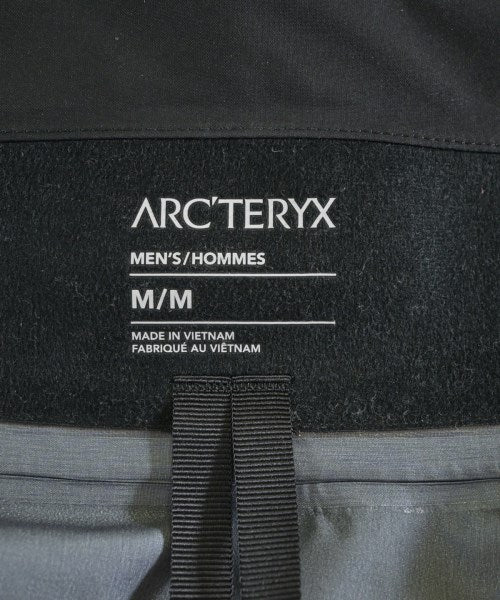 ARC'TERYX
MEN'S/HOMMES
M/M
MADE IN VIETNAM
FABRIQUÉ AU VIÊTNAM